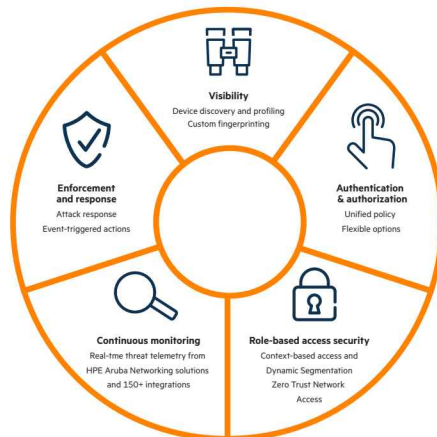 Visibility
Device discovery and profiling
Custom fingerprinting
Authentication
& authorization
Unified policy
Flexible options
Role-based access security
Context-based access and
Dynamic Segmentation
Zero Trust Network
Access
Continuous monitoring
Real-tme threat telemetry from
HPE Aruba Networking solutions
and 150+ integrations
Enforcement
and response
Attack response
Event-triggered actions